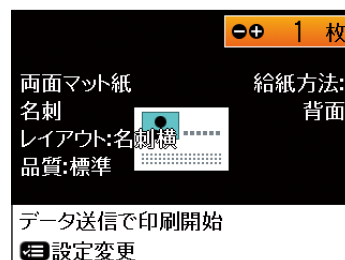 1 枚
両面マット紙
給紙方法:
名刺
背面
レイアウト:名刺横
品質:標準
データ送信で印刷開始
設定変更